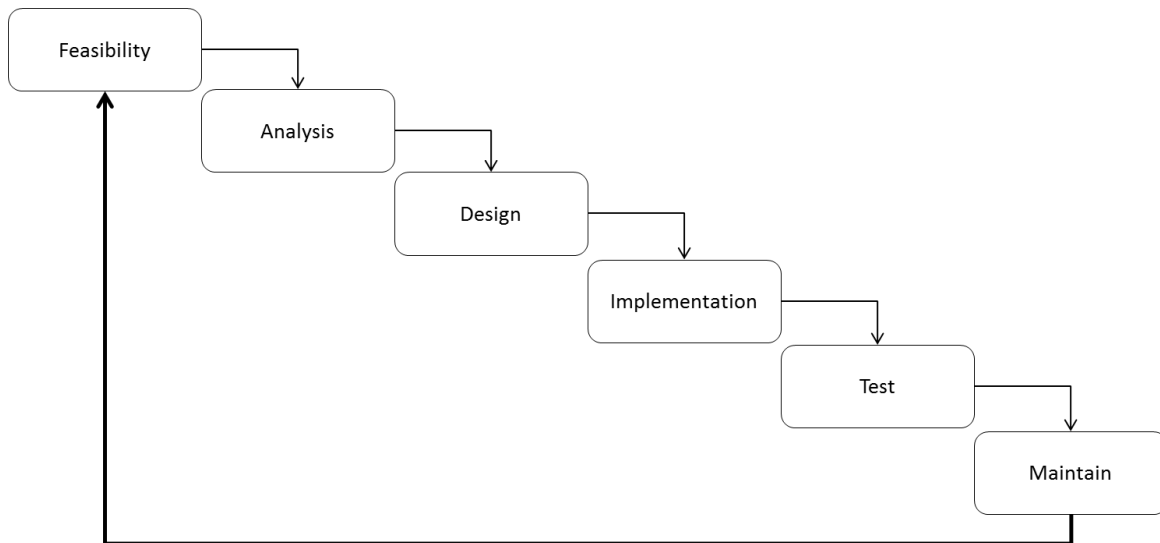 Feasibility
Analysis
Design
Implementation
Test
Maintain